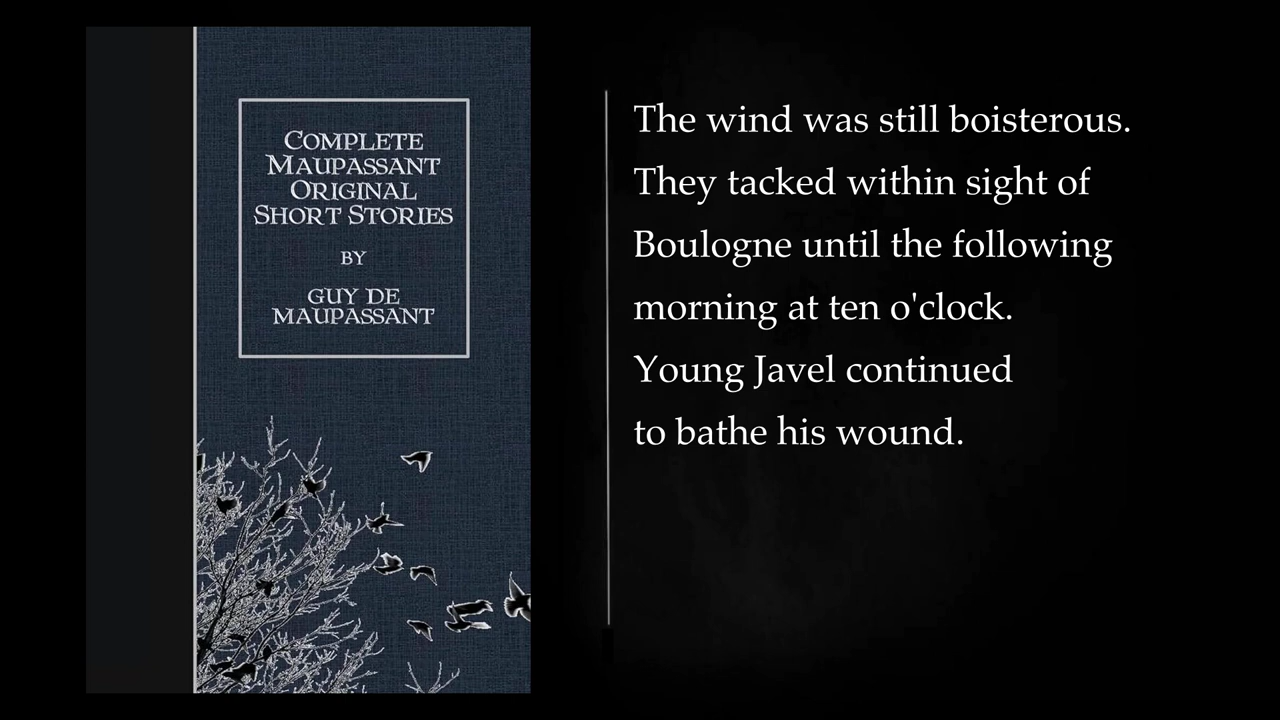 COMPLETE
MAUPASSANT
ORIGINAL
SHORT STORIES
BY
GUY DE
MAUPASSANT
The wind was still boisterous.
They tacked within sight of
Boulogne until the following
morning at ten o'clock.
Young Javel continued
to bathe his wound.